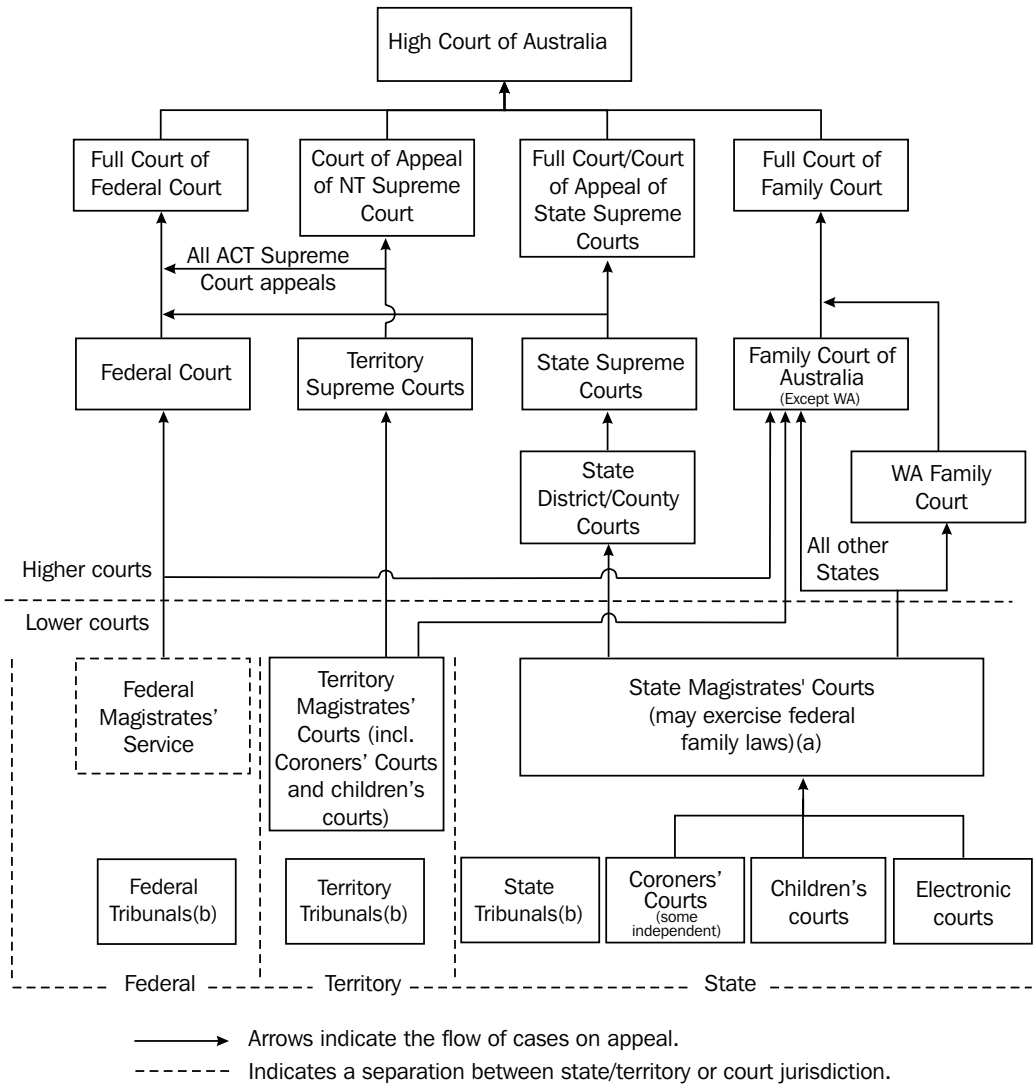 High Court of Australia
Full Court of
Federal Court
Court of Appeal
of NT Supreme
Court
Full Court/Court
of Appeal of
State Supreme
Courts
Full Court of
Family Court
All ACT Supreme
Court appeals
Federal Court
Territory
Supreme Courts
State Supreme
Courts
Family Court of
Australia
(Except WA)
State
District/County
Courts
WA Family
Court
All other
States
Higher courts
Lower courts
Federal
Magistrates’
Service
Territory
Magistrates’
Courts (incl.
Coroners’ Courts
and children’s
courts)
State Magistrates' Courts
(may exercise federal
family laws)(a)
Federal
Tribunals(b)
Territory
Tribunals(b)
State
Tribunals(b)
Coroners’
Courts
(some
independent)
Children’s
courts
Electronic
courts
Federal
Territory
State
Arrows indicate the flow of cases on appeal.
Indicates a separation between state/territory or court jurisdiction.